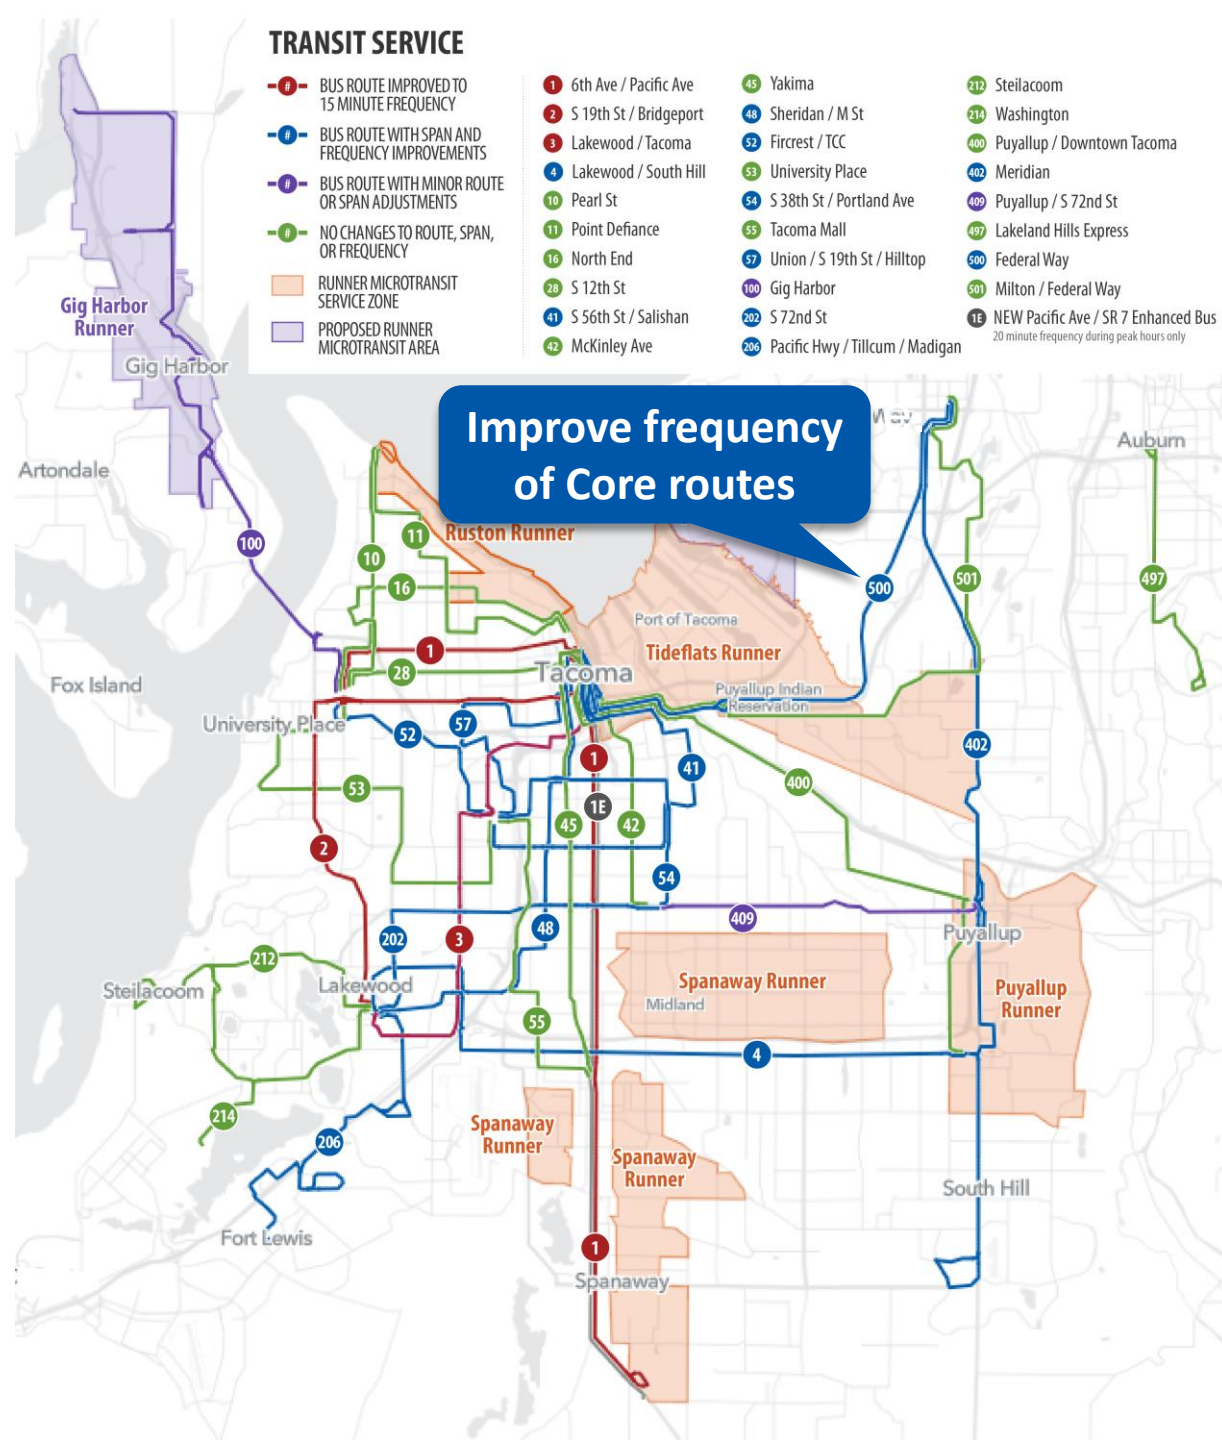 TRANSIT SERVICE
# BUS ROUTE IMPROVED TO
15 MINUTE FREQUENCY
# BUS ROUTE WITH SPAN AND
FREQUENCY IMPROVEMENTS
# BUS ROUTE WITH MINOR ROUTE
OR SPAN ADJUSTMENTS
# NO CHANGES TO ROUTE, SPAN,
OR FREQUENCY
RUNNER MICROTRANSIT
SERVICE ZONE
PROPOSED RUNNER
MICROTRANSIT AREA
1 6th Ave / Pacific Ave
2 S 19th St / Bridgeport
3 Lakewood / Tacoma
4 Lakewood / South Hill
10 Pearl St
11 Point Defiance
16 North End
28 S 12th St
41 S 56th St / Salishan
42 McKinley Ave
45 Yakima
48 Sheridan / M St
52 Fircrest / TCC
53 University Place
54 S 38th St / Portland Ave
55 Tacoma Mall
57 Union / S 19th St / Hilltop
100 Gig Harbor
202 S 72nd St
206 Pacific Hwy / Tillcum / Madigan
212 Steilacoom
214 Washington
400 Puyallup / Downtown Tacoma
402 Meridian
409 Puyallup / S 72nd St
497 Lakeland Hills Express
500 Federal Way
501 Milton / Federal Way
1E NEW Pacific Ave / SR 7 Enhanced Bus
20 minute frequency during peak hours only
Gig Harbor
Runner
Gig Harbor
Improve frequency
of Core routes
Way
Auburn
Artondale
Ruston Runner
100
11
10
16
500
501
497
Port of Tacoma
Tideflats Runner
1
28
Tacoma
Fox Island
Puyallup Indian
Reservation
University Place
57
52
402
1
41
400
53
1E
45
42
2
54
409
48
202
3
Puyallup
212
Steilacoom
Lakewood
Spanaway Runner
Midland
Puyallup
Runner
55
4
214
Spanaway
Runner
206
Spanaway
Runner
South Hill
Fort Lewis
1
Spanaway